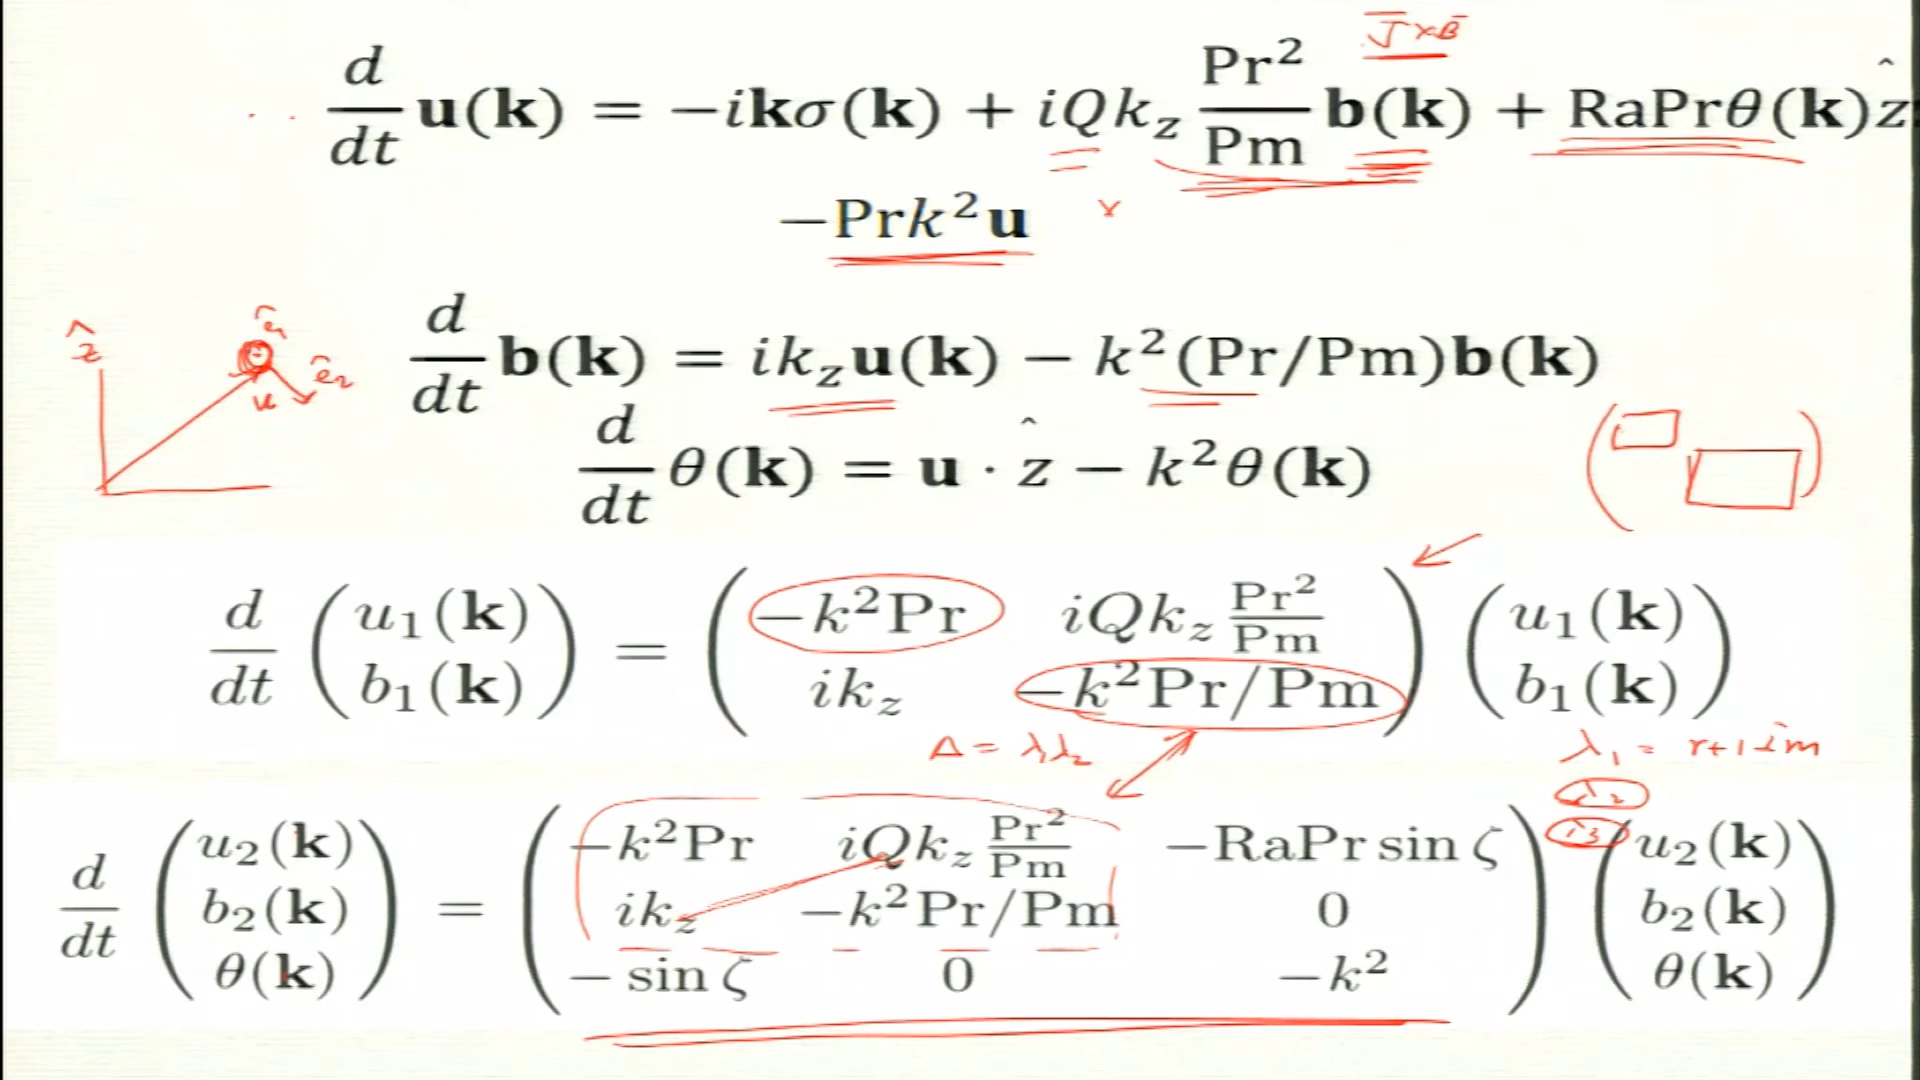 J̅×B̅
d/dt u(k) = −ikσ(k) + iQk_z Pr²/Pm b(k) + RaPrθ(k)ẑ
−Prk²u
ẑ ê₁ ê₂
d/dt b(k) = ik_z u(k) − k²(Pr/Pm)b(k)
d/dt θ(k) = u · ẑ − k²θ(k)
d/dt (u₁(k) b₁(k)) = (−k²Pr iQk_z Pr²/Pm
ik_z −k²Pr/Pm) (u₁(k) b₁(k))
Δ = λ₁λ₂
λ₁ = r+1 im
λ₂
λ₃
d/dt (u₂(k) b₂(k) θ(k)) = (−k²Pr iQk_z Pr²/Pm −RaPr sin ζ
ik_z −k²Pr/Pm 0
− sin ζ 0 −k²) (u₂(k) b₂(k) θ(k))